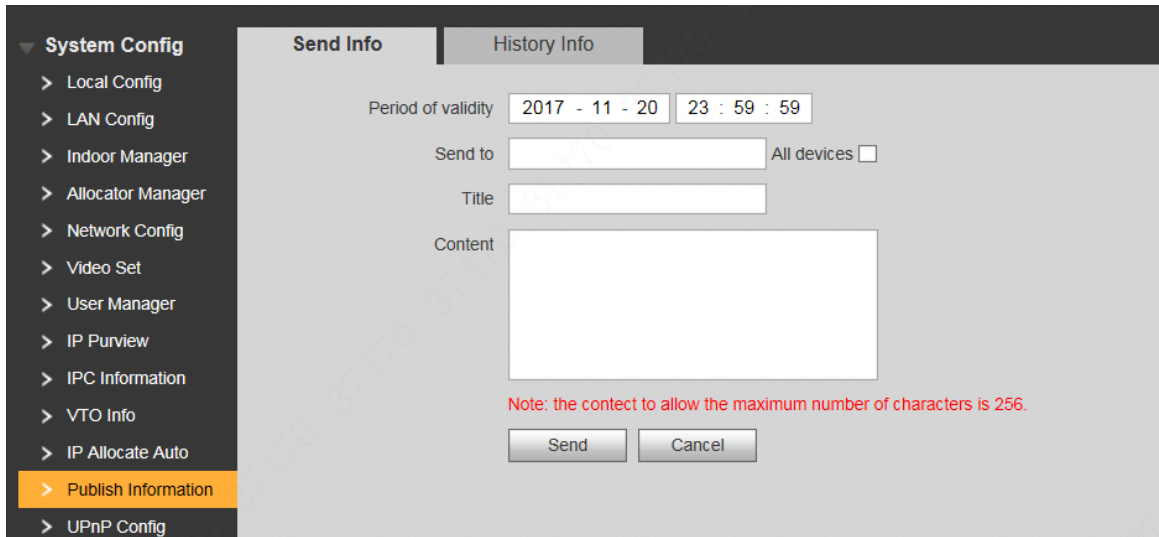 System Config
Local Config
LAN Config
Indoor Manager
Allocator Manager
Network Config
Video Set
User Manager
IP Purview
IPC Information
VTO Info
IP Allocate Auto
Publish Information
UPnP Config
Send Info
History Info
Period of validity 2017 - 11 - 20 23 : 59 : 59
Send to All devices
Title
Content
Note: the contect to allow the maximum number of characters is 256.
Send Cancel
37470 37470